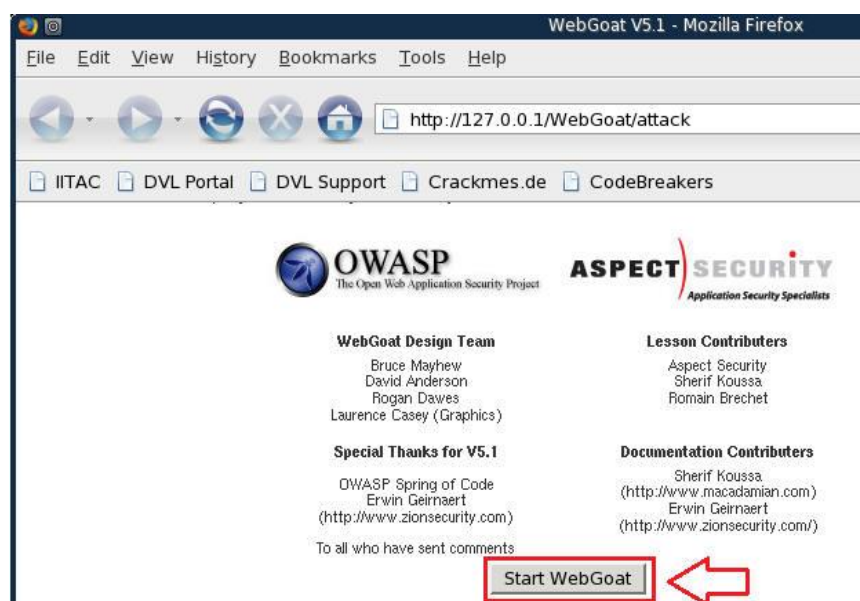 WebGoat V5.1 - Mozilla Firefox
File Edit View History Bookmarks Tools Help
http://127.0.0.1/WebGoat/attack
IITAC DVL Portal DVL Support Crackmes.de CodeBreakers
OWASP
The Open Web Application Security Project
ASPECT SECURITY
Application Security Specialists
WebGoat Design Team
Bruce Mayhew
David Anderson
Rogan Dawes
Laurence Casey (Graphics)
Lesson Contributers
Aspect Security
Sherif Koussa
Romain Brechet
Special Thanks for V5.1
OWASP Spring of Code
Erwin Geirnaert
(http://www.zionsecurity.com)
To all who have sent comments
Documentation Contributers
Sherif Koussa
(http://www.macadamian.com)
Erwin Geirnaert
(http://www.zionsecurity.com/)
Start WebGoat